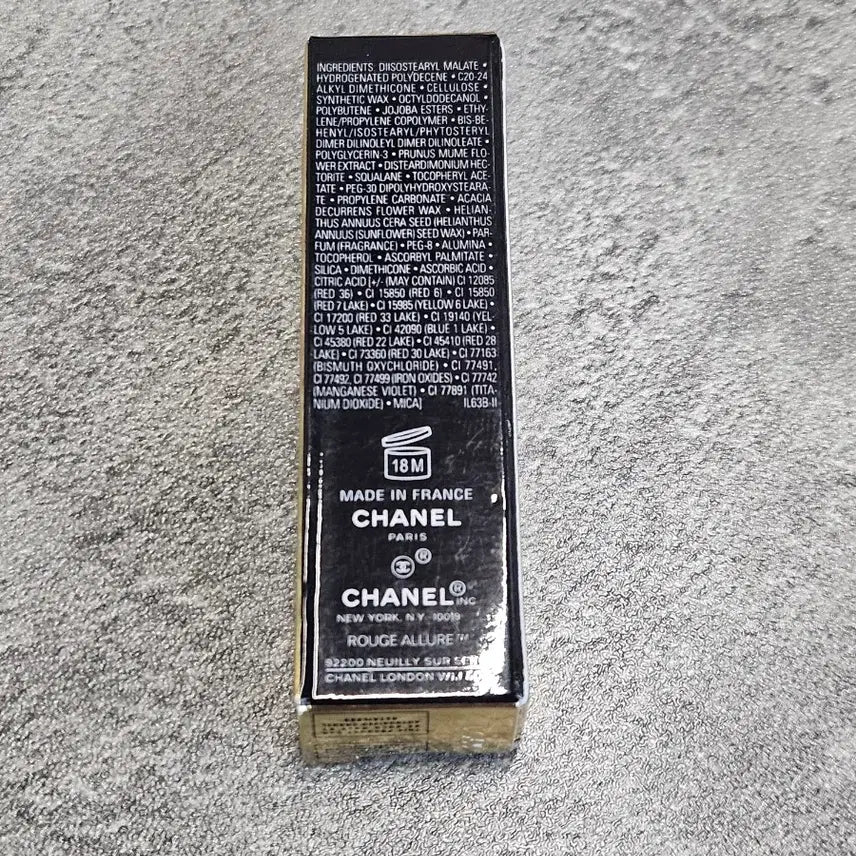 INGREDIENTS: DIISOSTEARYL MALATE •
HYDROGENATED POLYDECENE • C20-24
ALKYL DIMETHICONE • CELLULOSE •
SYNTHETIC WAX • OCTYLDODECANOL •
POLYBUTENE • JOJOBA ESTERS • ETHY-
LENE/PROPYLENE COPOLYMER • BIS-BE-
HENYL/ISOSTEARYL/PHYTOSTERYL
DIMER DILINOLEYL DIMER DILINOLEATE •
POLYGLYCERIN-3 • PRUNUS MUME FLO-
WER EXTRACT • DISTEARDIMONIUM HEC-
TORITE • SQUALANE • TOCOPHERYL ACE-
TATE • PEG-30 DIPOLYHYDROXYSTEARA-
TE • PROPYLENE CARBONATE • ACACIA
DECURRENS FLOWER WAX • HELIAN-
THUS ANNUUS CERA SEED (HELIANTHUS
ANNUUS (SUNFLOWER) SEED WAX) • PAR-
FUM (FRAGRANCE) • PEG-8 • ALUMINA •
TOCOPHEROL • ASCORBYL PALMITATE •
SILICA • DIMETHICONE • ASCORBIC ACID •
CITRIC ACID [+/- (MAY CONTAIN) CI 12085
(RED 36) • CI 15850 (RED 6) • CI 15850
(RED 7 LAKE) • CI 15985 (YELLOW 6 LAKE) •
CI 17200 (RED 33 LAKE) • CI 19140 (YEL-
LOW 5 LAKE) • CI 42090 (BLUE 1 LAKE) •
CI 45380 (RED 22 LAKE) • CI 45410 (RED 28
LAKE) • CI 73360 (RED 30 LAKE) • CI 77163
(BISMUTH OXYCHLORIDE) • CI 77491,
CI 77492, CI 77499 (IRON OXIDES) • CI 77742
(MANGANESE VIOLET) • CI 77891 (TITA-
NIUM DIOXIDE) • MICA] IL63B-II
18 M
MADE IN FRANCE
CHANEL
PARIS
®
CHANEL® INC
NEW YORK, N.Y. 10019
ROUGE ALLURE™
92200 NEUILLY SUR
CHANEL LONDON